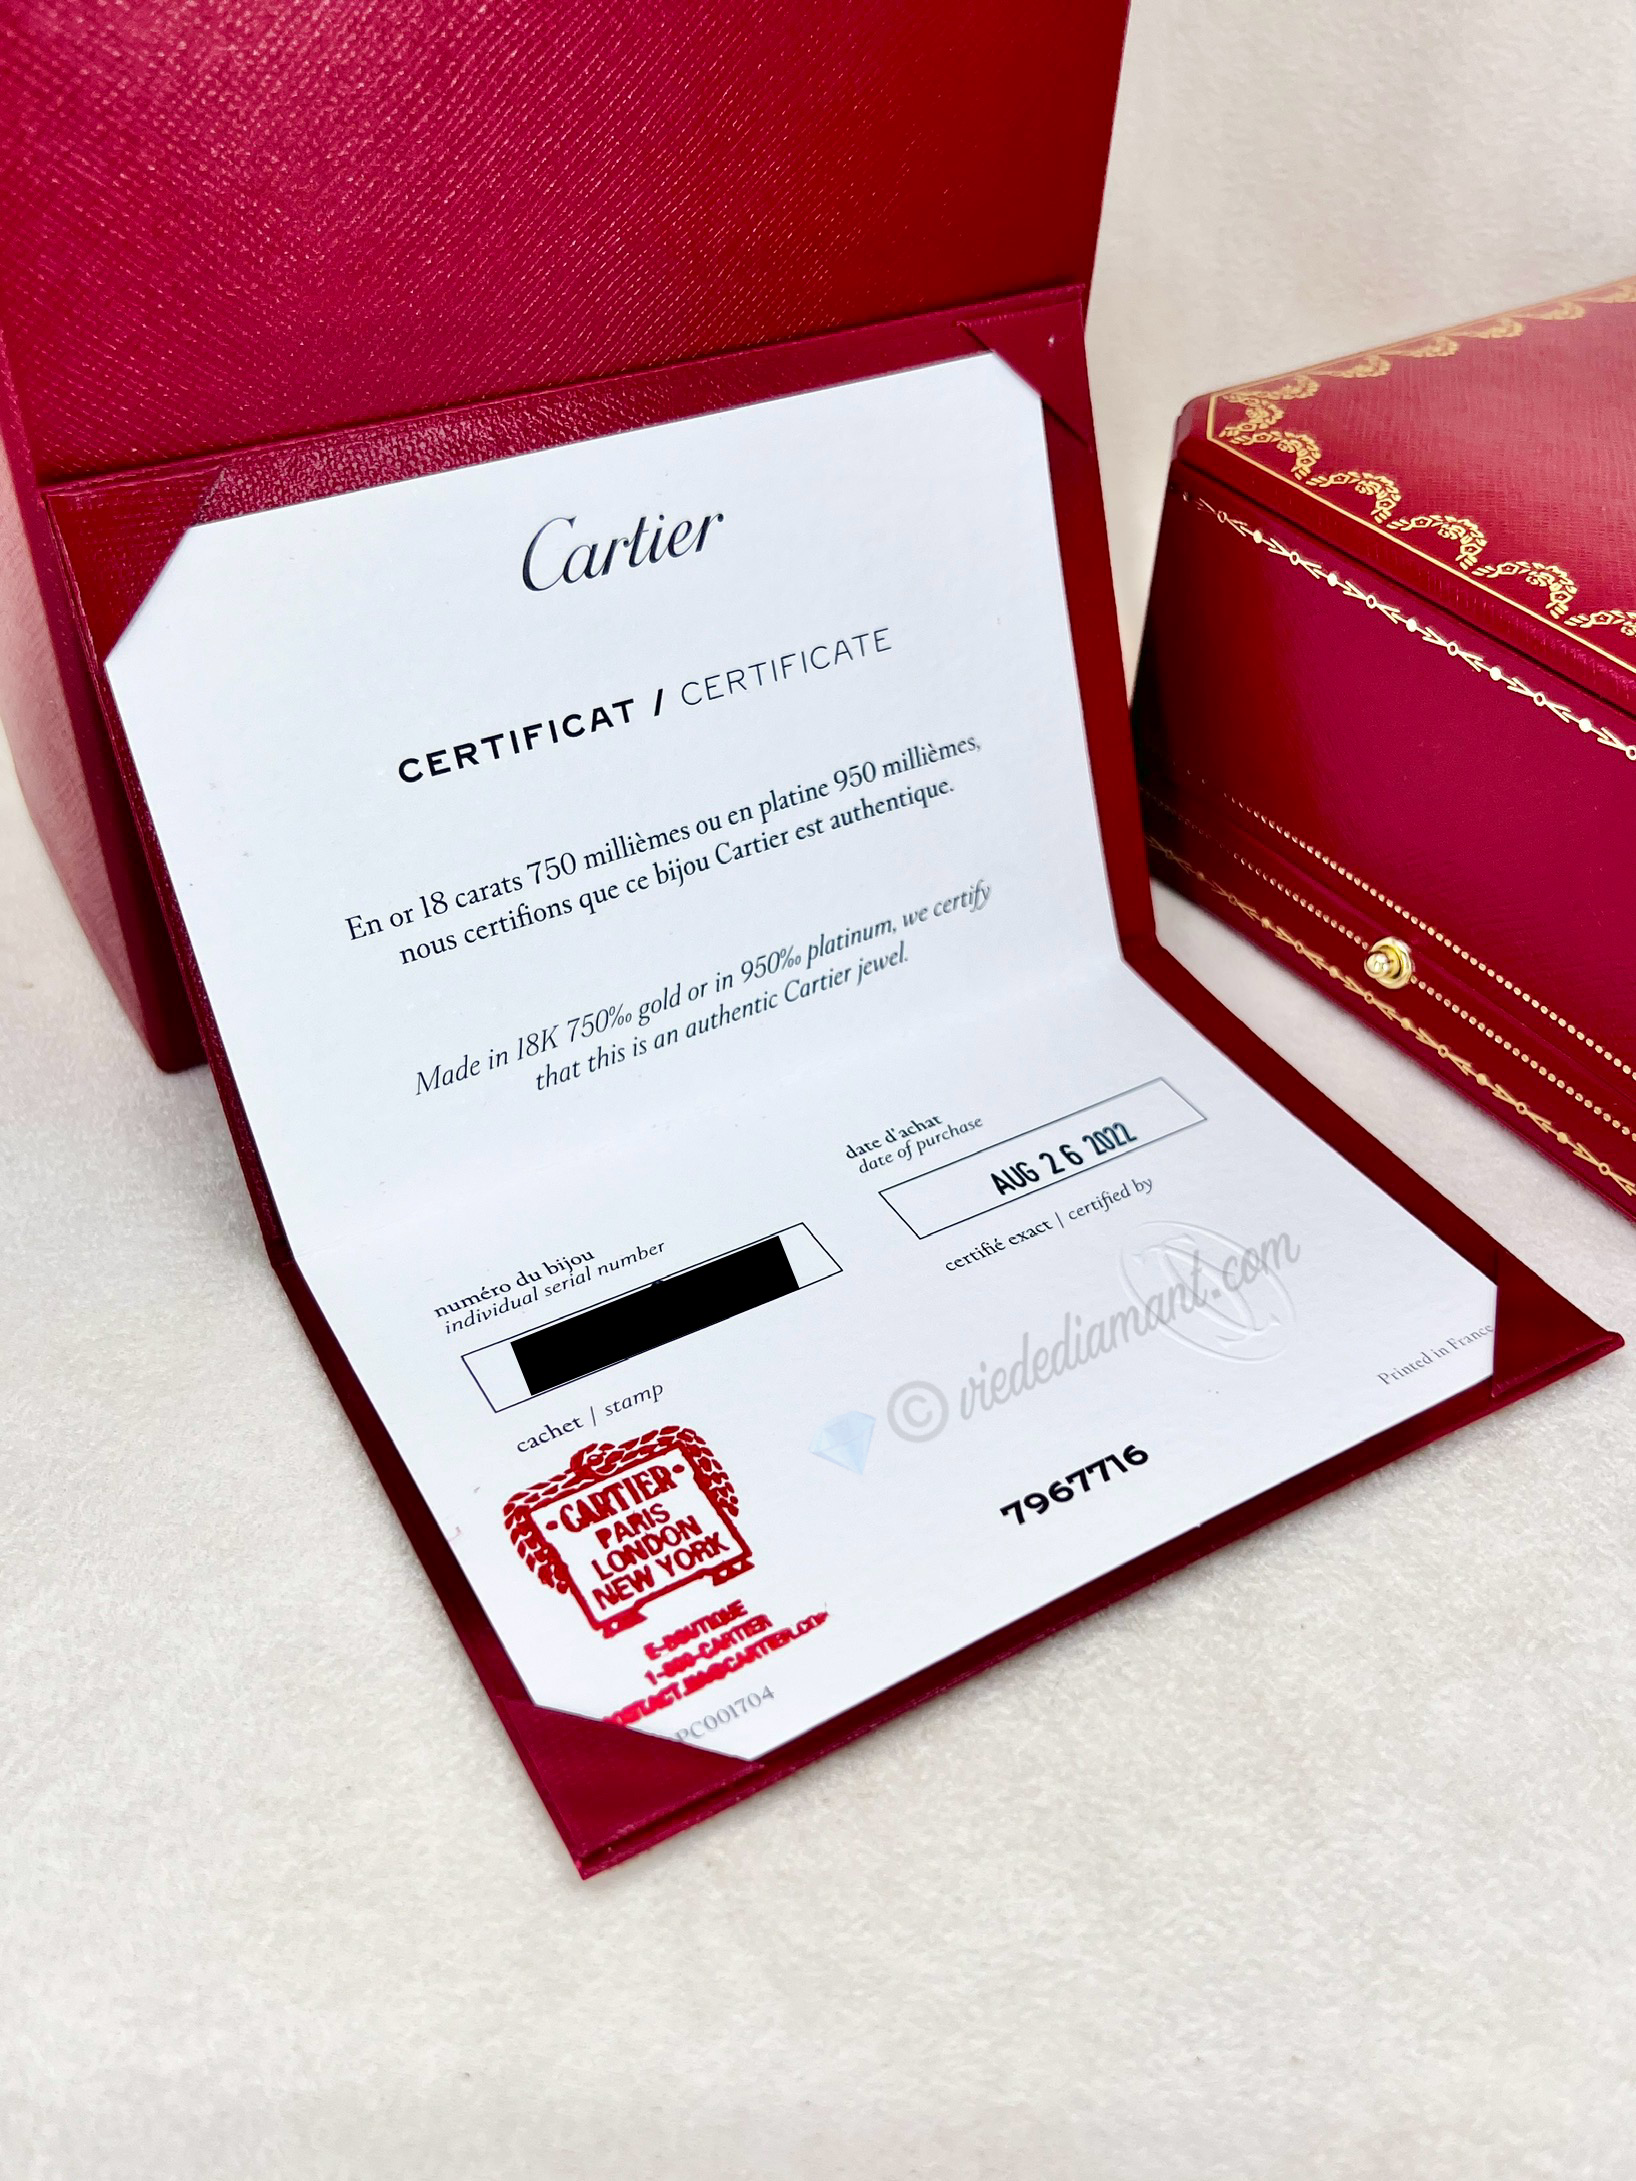 Cartier
CERTIFICAT / CERTIFICATE
En or 18 carats 750 millièmes ou en platine 950 millièmes,
nous certifions que ce bijou Cartier est authentique.
Made in 18K 750‰ gold or in 950‰ platinum, we certify
that this is an authentic Cartier jewel.
date d'achat
date of purchase
AUG 26 2022
certifié exact | certified by
numéro du bijou
individual serial number
cachet | stamp
© viedediamant.com
Printed in France
7967716
CARTIER
PARIS
LONDON
NEW YORK
E-BOUTIQUE
1-800-CARTIER
PC001704